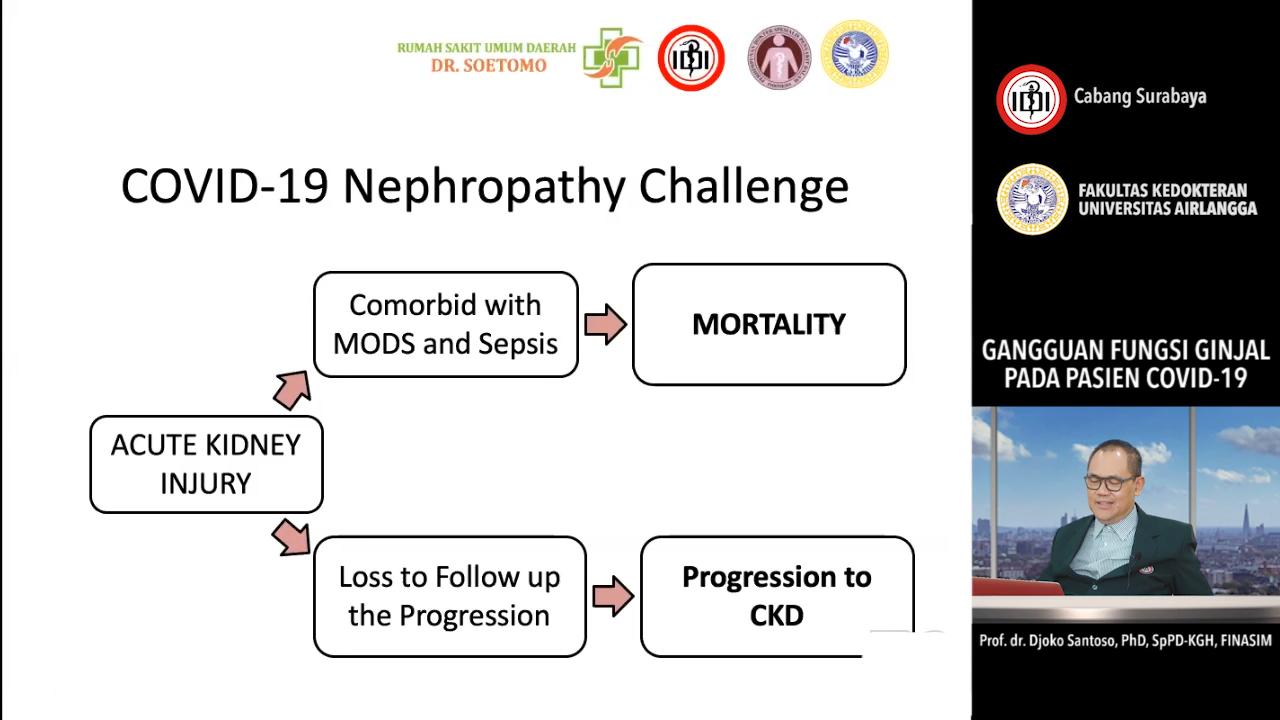 RUMAH SAKIT UMUM DAERAH
DR. SOETOMO
IDI
COVID-19 Nephropathy Challenge
Comorbid with
MODS and Sepsis
MORTALITY
ACUTE KIDNEY
INJURY
Loss to Follow up
the Progression
Progression to
CKD
IDI
Cabang Surabaya
FAKULTAS KEDOKTERAN
UNIVERSITAS AIRLANGGA
GANGGUAN FUNGSI GINJAL
PADA PASIEN COVID-19
Prof. dr. Djoko Santoso, PhD, SpPD-KGH, FINASIM